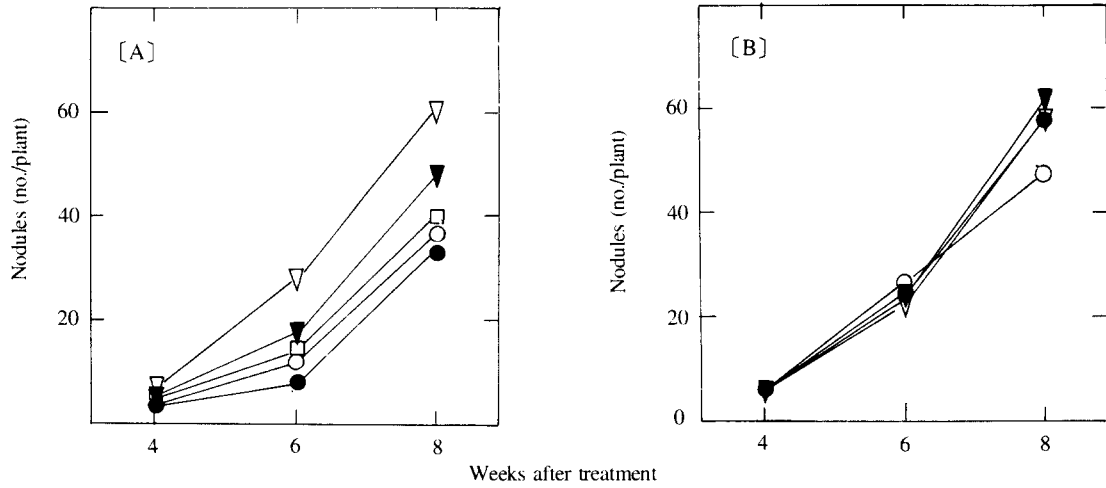 [A]
Nodules (no./plant)
60
40
20
4
6
8
[B]
Nodules (no./plant)
60
40
20
0
4
6
8
Weeks after treatment